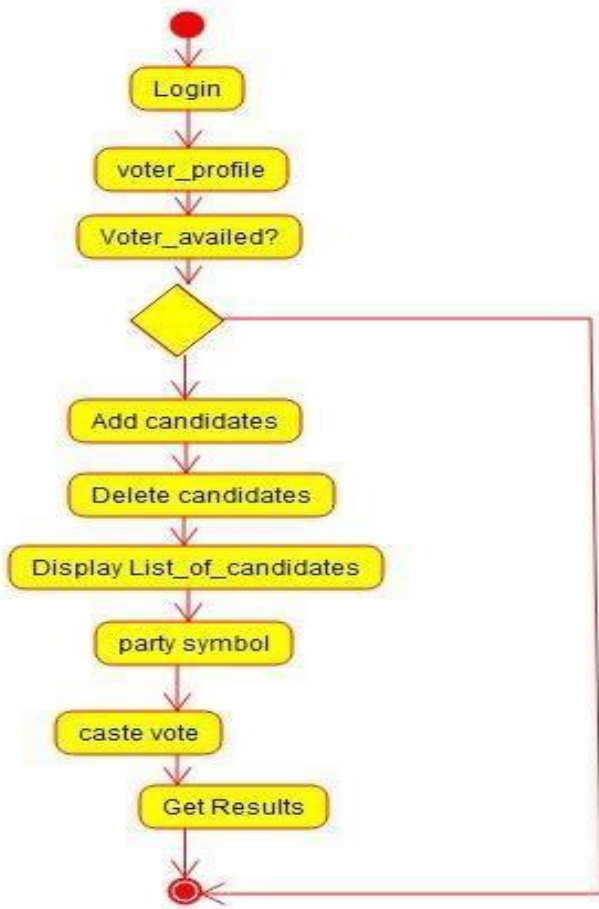 Login
voter_profile
Voter_availed?
Add candidates
Delete candidates
Display List_of_candidates
party symbol
caste vote
Get Results